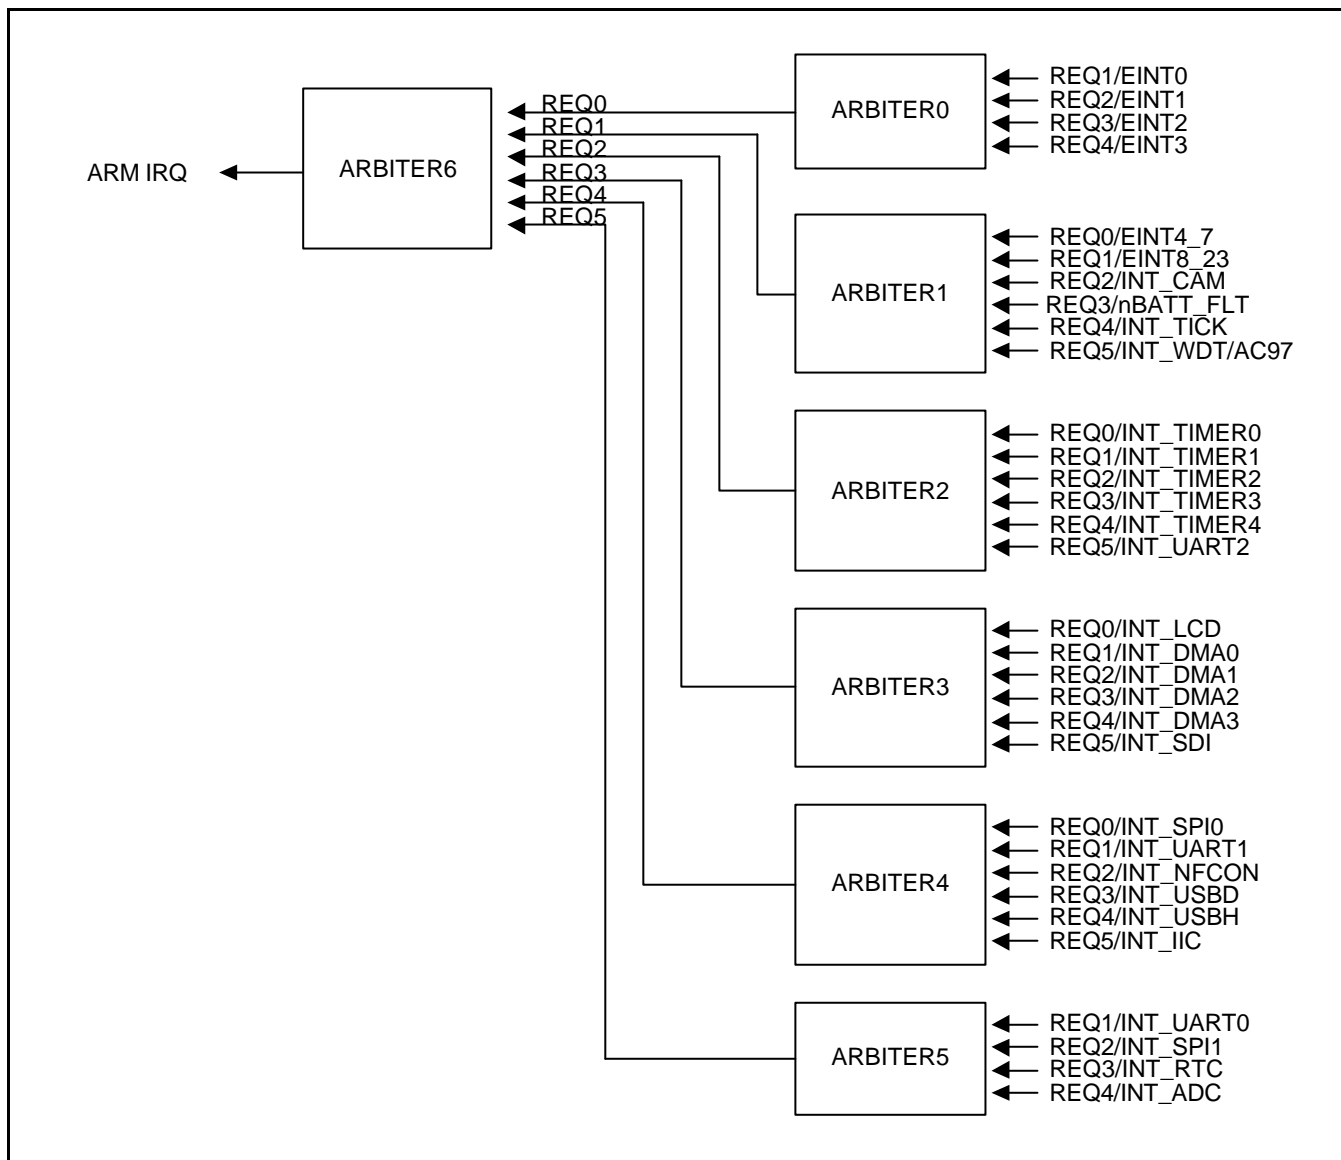 ARM IRQ
ARBITER6
REQ0
REQ1
REQ2
REQ3
REQ4
REQ5
ARBITER0
REQ1/EINT0
REQ2/EINT1
REQ3/EINT2
REQ4/EINT3
ARBITER1
REQ0/EINT4_7
REQ1/EINT8_23
REQ2/INT_CAM
REQ3/nBATT_FLT
REQ4/INT_TICK
REQ5/INT_WDT/AC97
ARBITER2
REQ0/INT_TIMER0
REQ1/INT_TIMER1
REQ2/INT_TIMER2
REQ3/INT_TIMER3
REQ4/INT_TIMER4
REQ5/INT_UART2
ARBITER3
REQ0/INT_LCD
REQ1/INT_DMA0
REQ2/INT_DMA1
REQ3/INT_DMA2
REQ4/INT_DMA3
REQ5/INT_SDI
ARBITER4
REQ0/INT_SPI0
REQ1/INT_UART1
REQ2/INT_NFCON
REQ3/INT_USBD
REQ4/INT_USBH
REQ5/INT_IIC
ARBITER5
REQ1/INT_UART0
REQ2/INT_SPI1
REQ3/INT_RTC
REQ4/INT_ADC